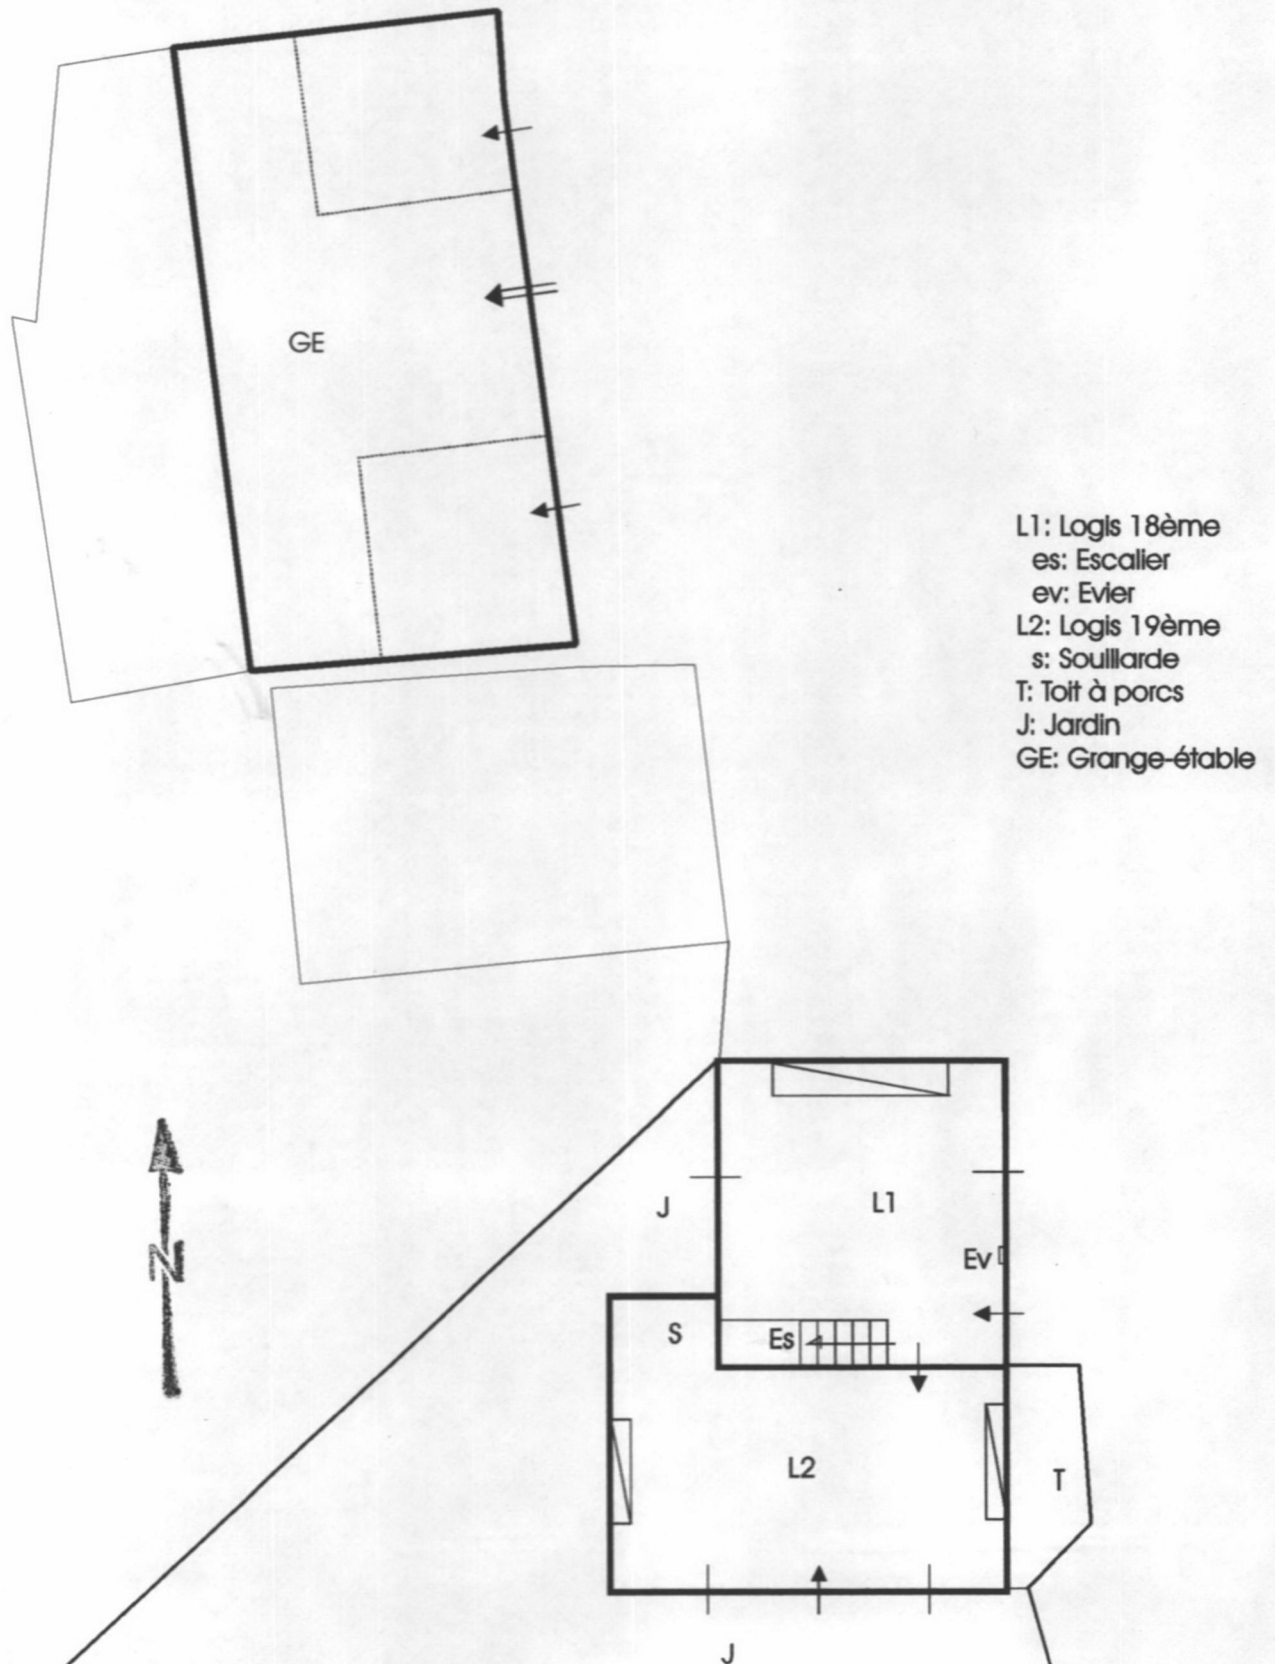 GE
L1: Logis 18ème
es: Escalier
ev: Evier
L2: Logis 19ème
s: Souillarde
T: Toit à porcs
J: Jardin
GE: Grange-étable
N
J
L1
Ev
S
Es
L2
T
J